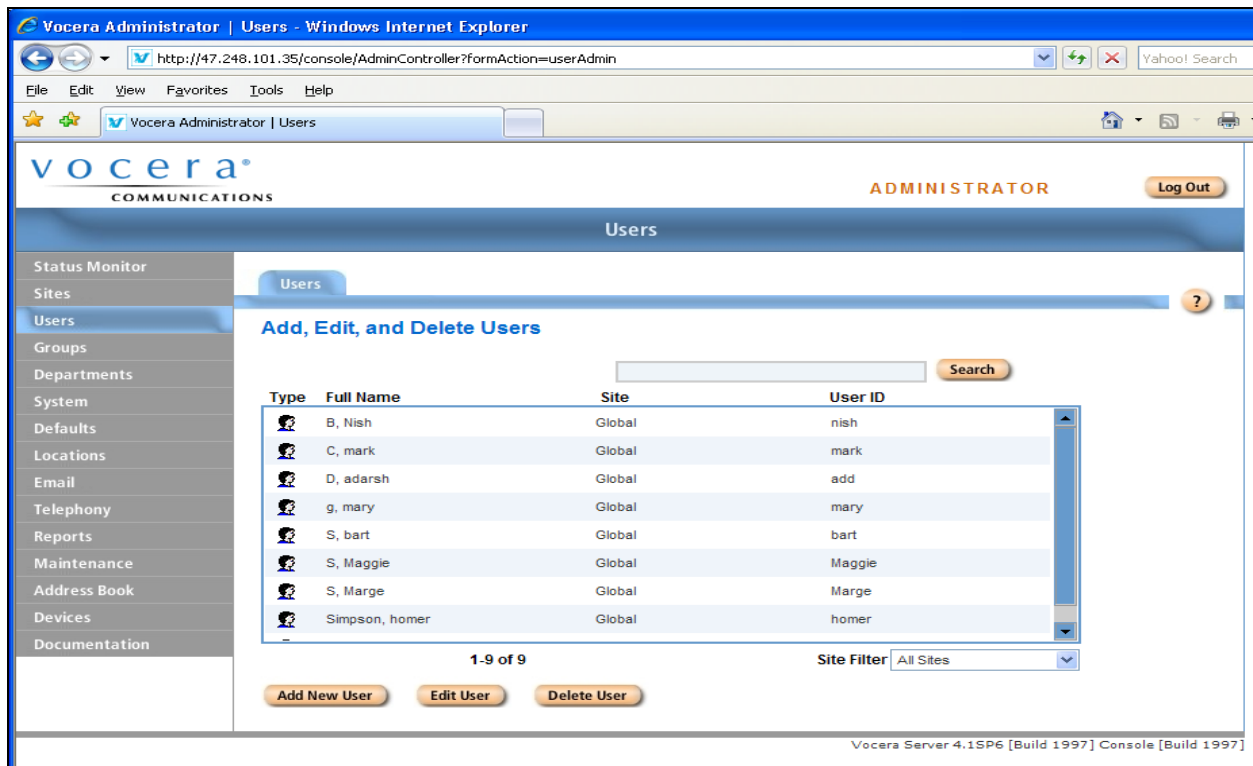 Vocera Administrator | Users - Windows Internet Explorer
http://47.248.101.35/console/AdminController?formAction=userAdmin
Yahoo! Search
File Edit View Favorites Tools Help
Vocera Administrator | Users
vocera®
COMMUNICATIONS
ADMINISTRATOR
Log Out
Users
Status Monitor
Sites
Users
Groups
Departments
System
Defaults
Locations
Email
Telephony
Reports
Maintenance
Address Book
Devices
Documentation
Users
?
Add, Edit, and Delete Users
Search
Type Full Name Site User ID
B, Nish Global nish
C, mark Global mark
D, adarsh Global add
g, mary Global mary
S, bart Global bart
S, Maggie Global Maggie
S, Marge Global Marge
Simpson, homer Global homer
1-9 of 9
Site Filter All Sites
Add New User Edit User Delete User
Vocera Server 4.1SP6 [Build 1997] Console [Build 1997]